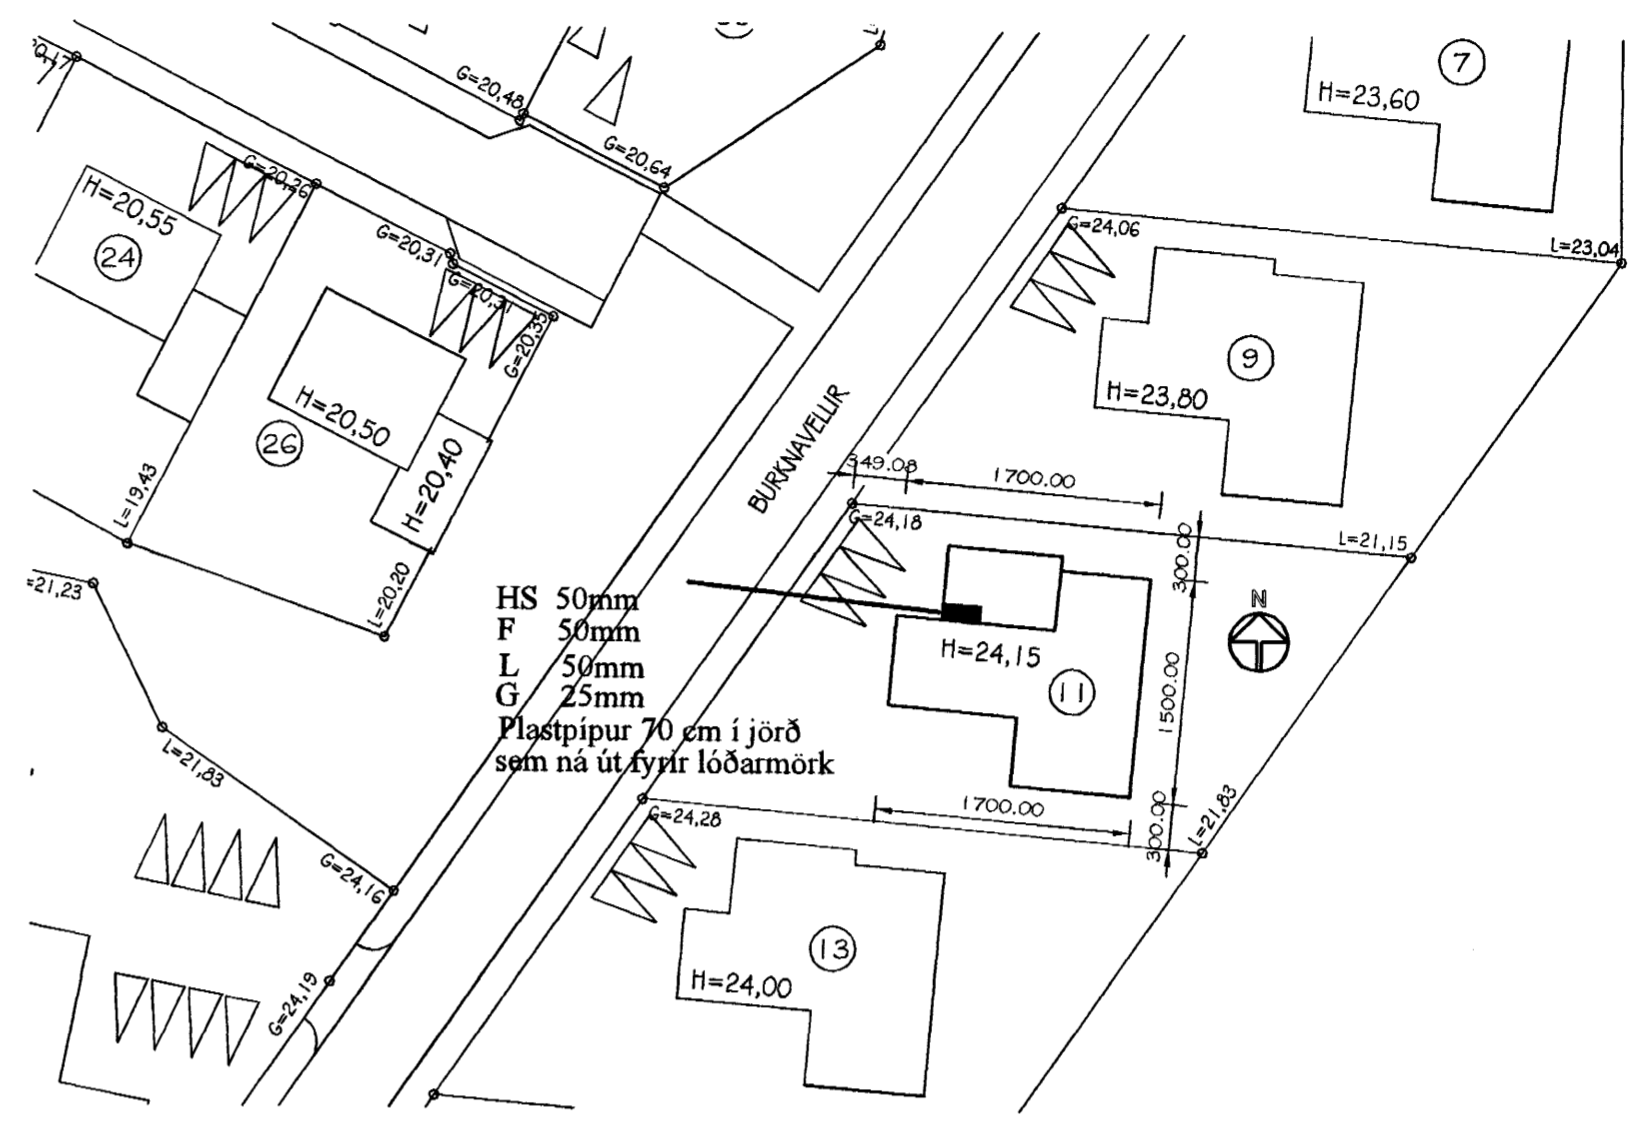 20,17
G=20,48
G=20,64
7
H=23,60
G=20,26
H=20,55
24
G=20,31
G=20,31
G=20,35
G=24,06
L=23,04
9
H=23,80
H=20,50
26
H=20,40
L=19,43
BURKNAVELLIR
349.08
1700.00
G=24,18
L=21,15
300.00
=21,23
L=20,20
HS 50mm
F 50mm
L 50mm
G 25mm
Plastpípur 70 cm í jörð
sem ná út fyrir lóðarmörk
N
H=24,15
11
1500.00
L=21,83
G=24,28
1700.00
300.00
L=21,83
G=24,16
13
H=24,00
G=24,19